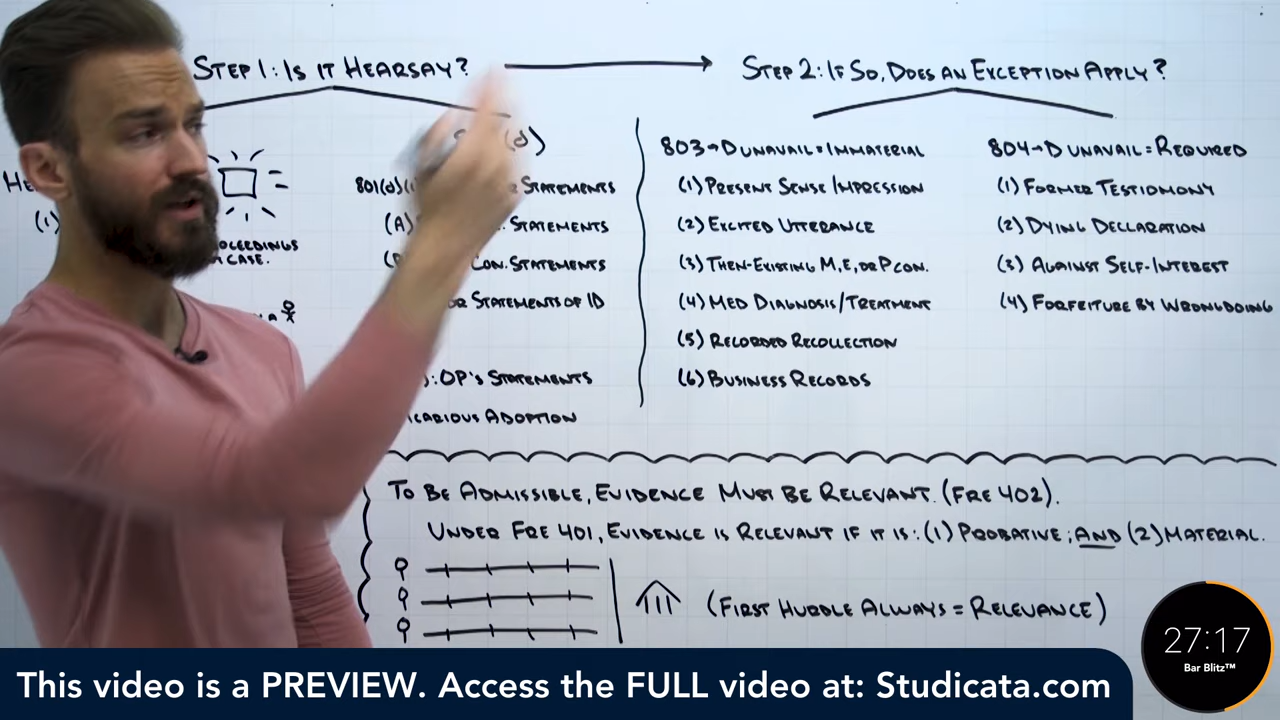 STEP 1: IS IT HEARSAY?
STEP 2: IF SO, DOES AN EXCEPTION APPLY?
(d)
(1)
801(d)(1 STATEMENTS
(A) STATEMENTS
CON. STATEMENTS
STATEMENTS OF ID
): OP'S STATEMENTS
ADOPTION
CASE.
803→D UNAVAIL = IMMATERIAL
(1) PRESENT SENSE IMPRESSION
(2) EXCITED UTTERANCE
(3) THEN-EXISTING M, E, OR P CON.
(4) MED DIAGNOSIS/TREATMENT
(5) RECORDED RECOLLECTION
(6) BUSINESS RECORDS
804→D UNAVAIL = REQUIRED
(1) FORMER TESTIOMONY
(2) DYING DECLARATION
(3) AGAINST SELF-INTEREST
(4) FORFEITURE BY WRONGDOING
TO BE ADMISSIBLE, EVIDENCE MUST BE RELEVANT. (FRE 402).
UNDER FRE 401, EVIDENCE IS RELEVANT IF IT IS: (1) PROBATIVE; AND (2) MATERIAL.
(FIRST HURDLE ALWAYS = RELEVANCE)
27:17
Bar Blitz™
This video is a PREVIEW. Access the FULL video at: Studicata.com